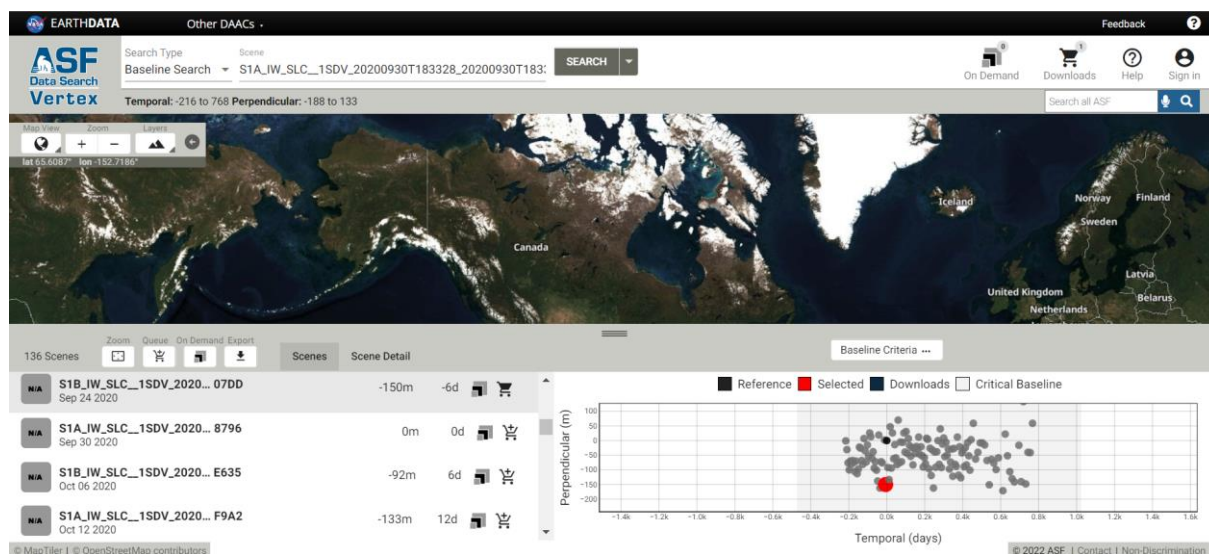 EARTHDATA Other DAACs Feedback ?
ASF
Data Search
Vertex
Search Type Scene
Baseline Search S1A_IW_SLC__1SDV_20200930T183328_20200930T183: SEARCH
0 1
On Demand Downloads Help Sign in
Temporal: -216 to 768 Perpendicular: -188 to 133
Search all ASF
Map View Zoom Layers
+ −
lat 65.6087° lon -152.7186°
Iceland
Norway Finland
Sweden
Canada
Latvia
United Kingdom
Belarus
Netherlands
Zoom Queue On Demand Export
136 Scenes Scenes Scene Detail Baseline Criteria •••
N/A S1B_IW_SLC__1SDV_2020... 07DD -150m -6d
Sep 24 2020
N/A S1A_IW_SLC__1SDV_2020... 8796 0m 0d
Sep 30 2020
N/A S1B_IW_SLC__1SDV_2020... E635 -92m 6d
Oct 06 2020
N/A S1A_IW_SLC__1SDV_2020... F9A2 -133m 12d
Oct 12 2020
Reference Selected Downloads Critical Baseline
Perpendicular (m)
100
50
0
-50
-100
-150
-200
-1.4k -1.2k -1.0k -0.8k -0.6k -0.4k -0.2k 0.0k 0.2k 0.4k 0.6k 0.8k 1.0k 1.2k 1.4k 1.6k
Temporal (days)
© MapTiler | © OpenStreetMap contributors
© 2022 ASF | Contact | Non-Discrimination